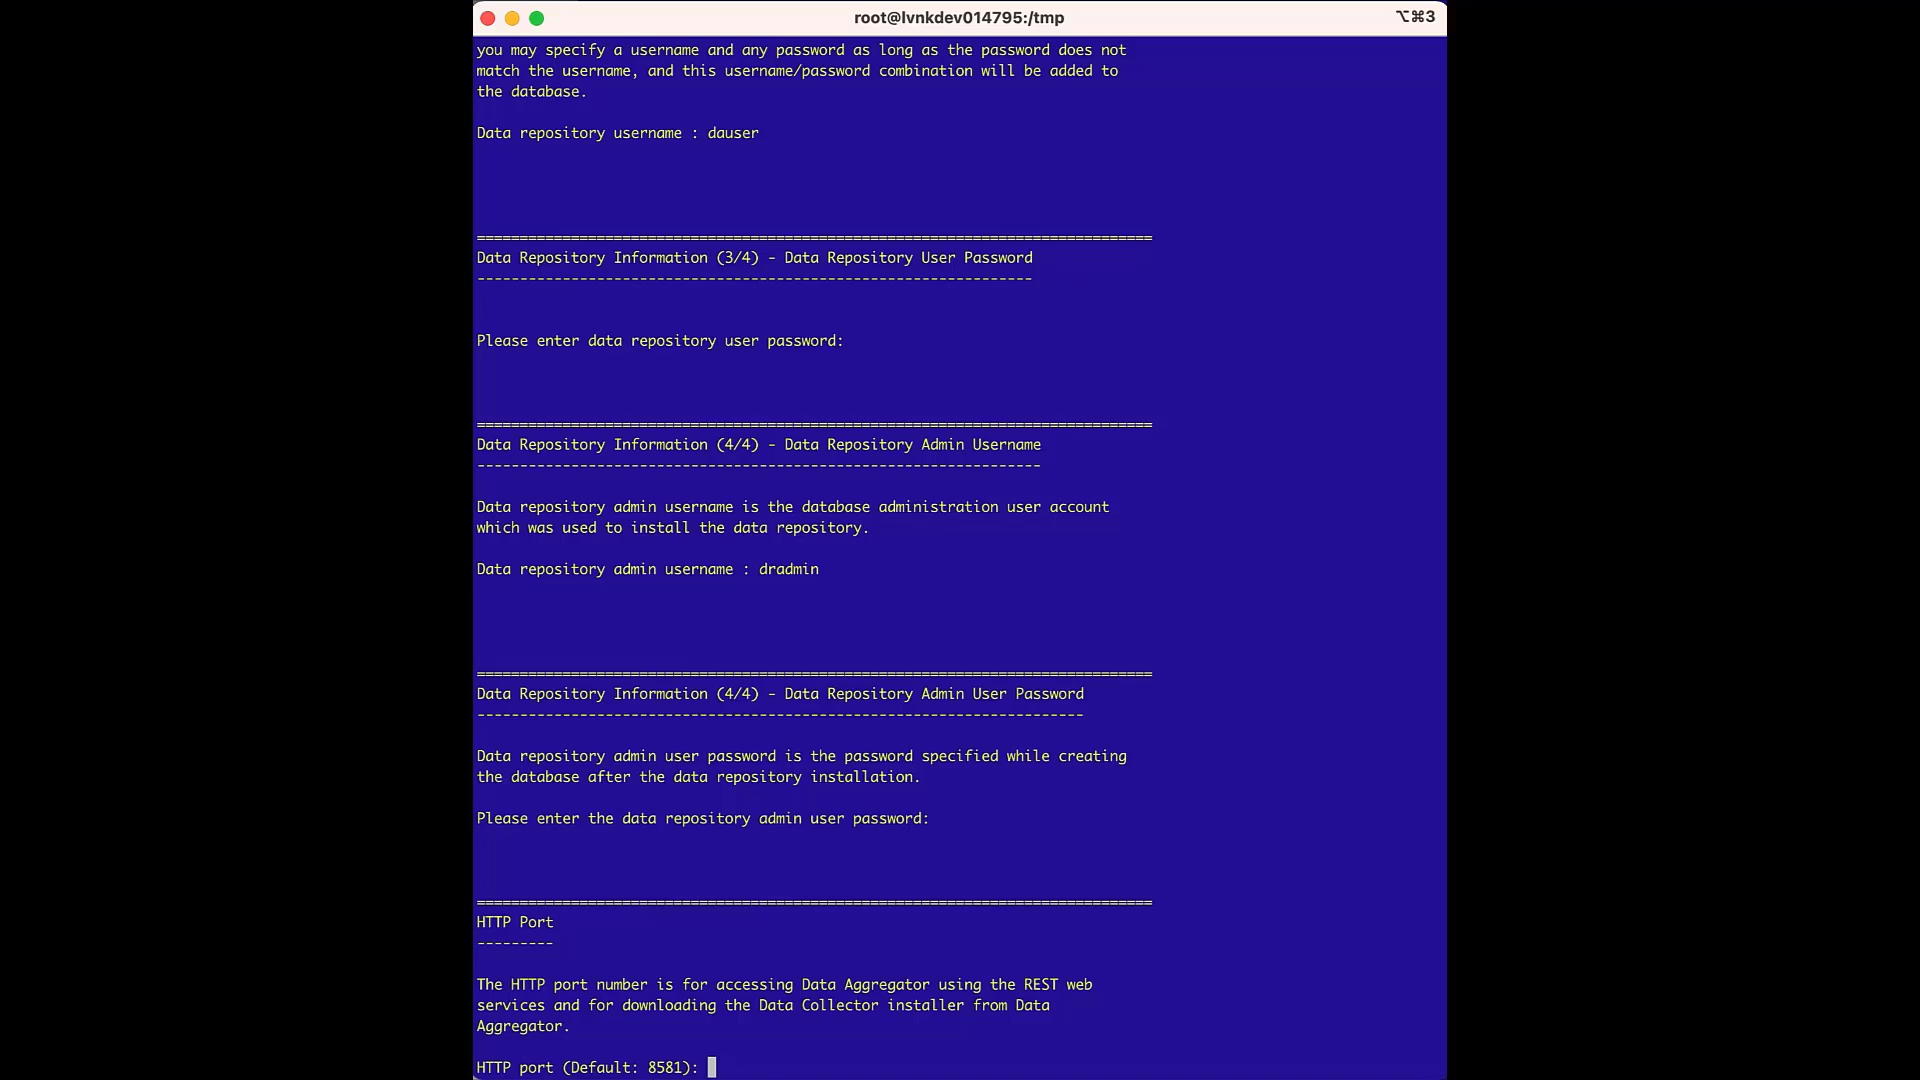 root@lvnkdev014795:/tmp
⌥⌘3
you may specify a username and any password as long as the password does not
match the username, and this username/password combination will be added to
the database.
Data repository username : dauser
===============================================================================
Data Repository Information (3/4) - Data Repository User Password
-----------------------------------------------------------------
Please enter data repository user password:
===============================================================================
Data Repository Information (4/4) - Data Repository Admin Username
------------------------------------------------------------------
Data repository admin username is the database administration user account
which was used to install the data repository.
Data repository admin username : dradmin
===============================================================================
Data Repository Information (4/4) - Data Repository Admin User Password
-----------------------------------------------------------------------
Data repository admin user password is the password specified while creating
the database after the data repository installation.
Please enter the data repository admin user password:
===============================================================================
HTTP Port
---------
The HTTP port number is for accessing Data Aggregator using the REST web
services and for downloading the Data Collector installer from Data
Aggregator.
HTTP port (Default: 8581):